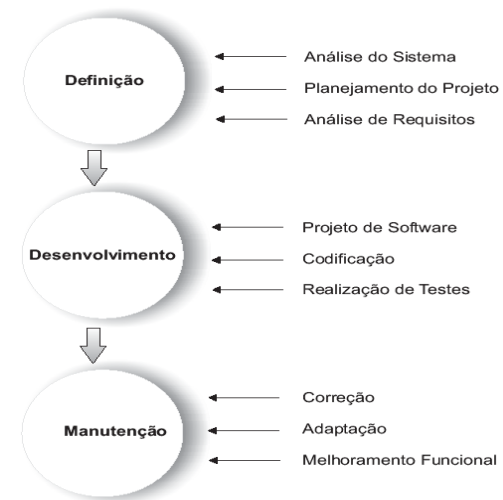 Definição
Análise do Sistema
Planejamento do Projeto
Análise de Requisitos
Desenvolvimento
Projeto de Software
Codificação
Realização de Testes
Manutenção
Correção
Adaptação
Melhoramento Funcional